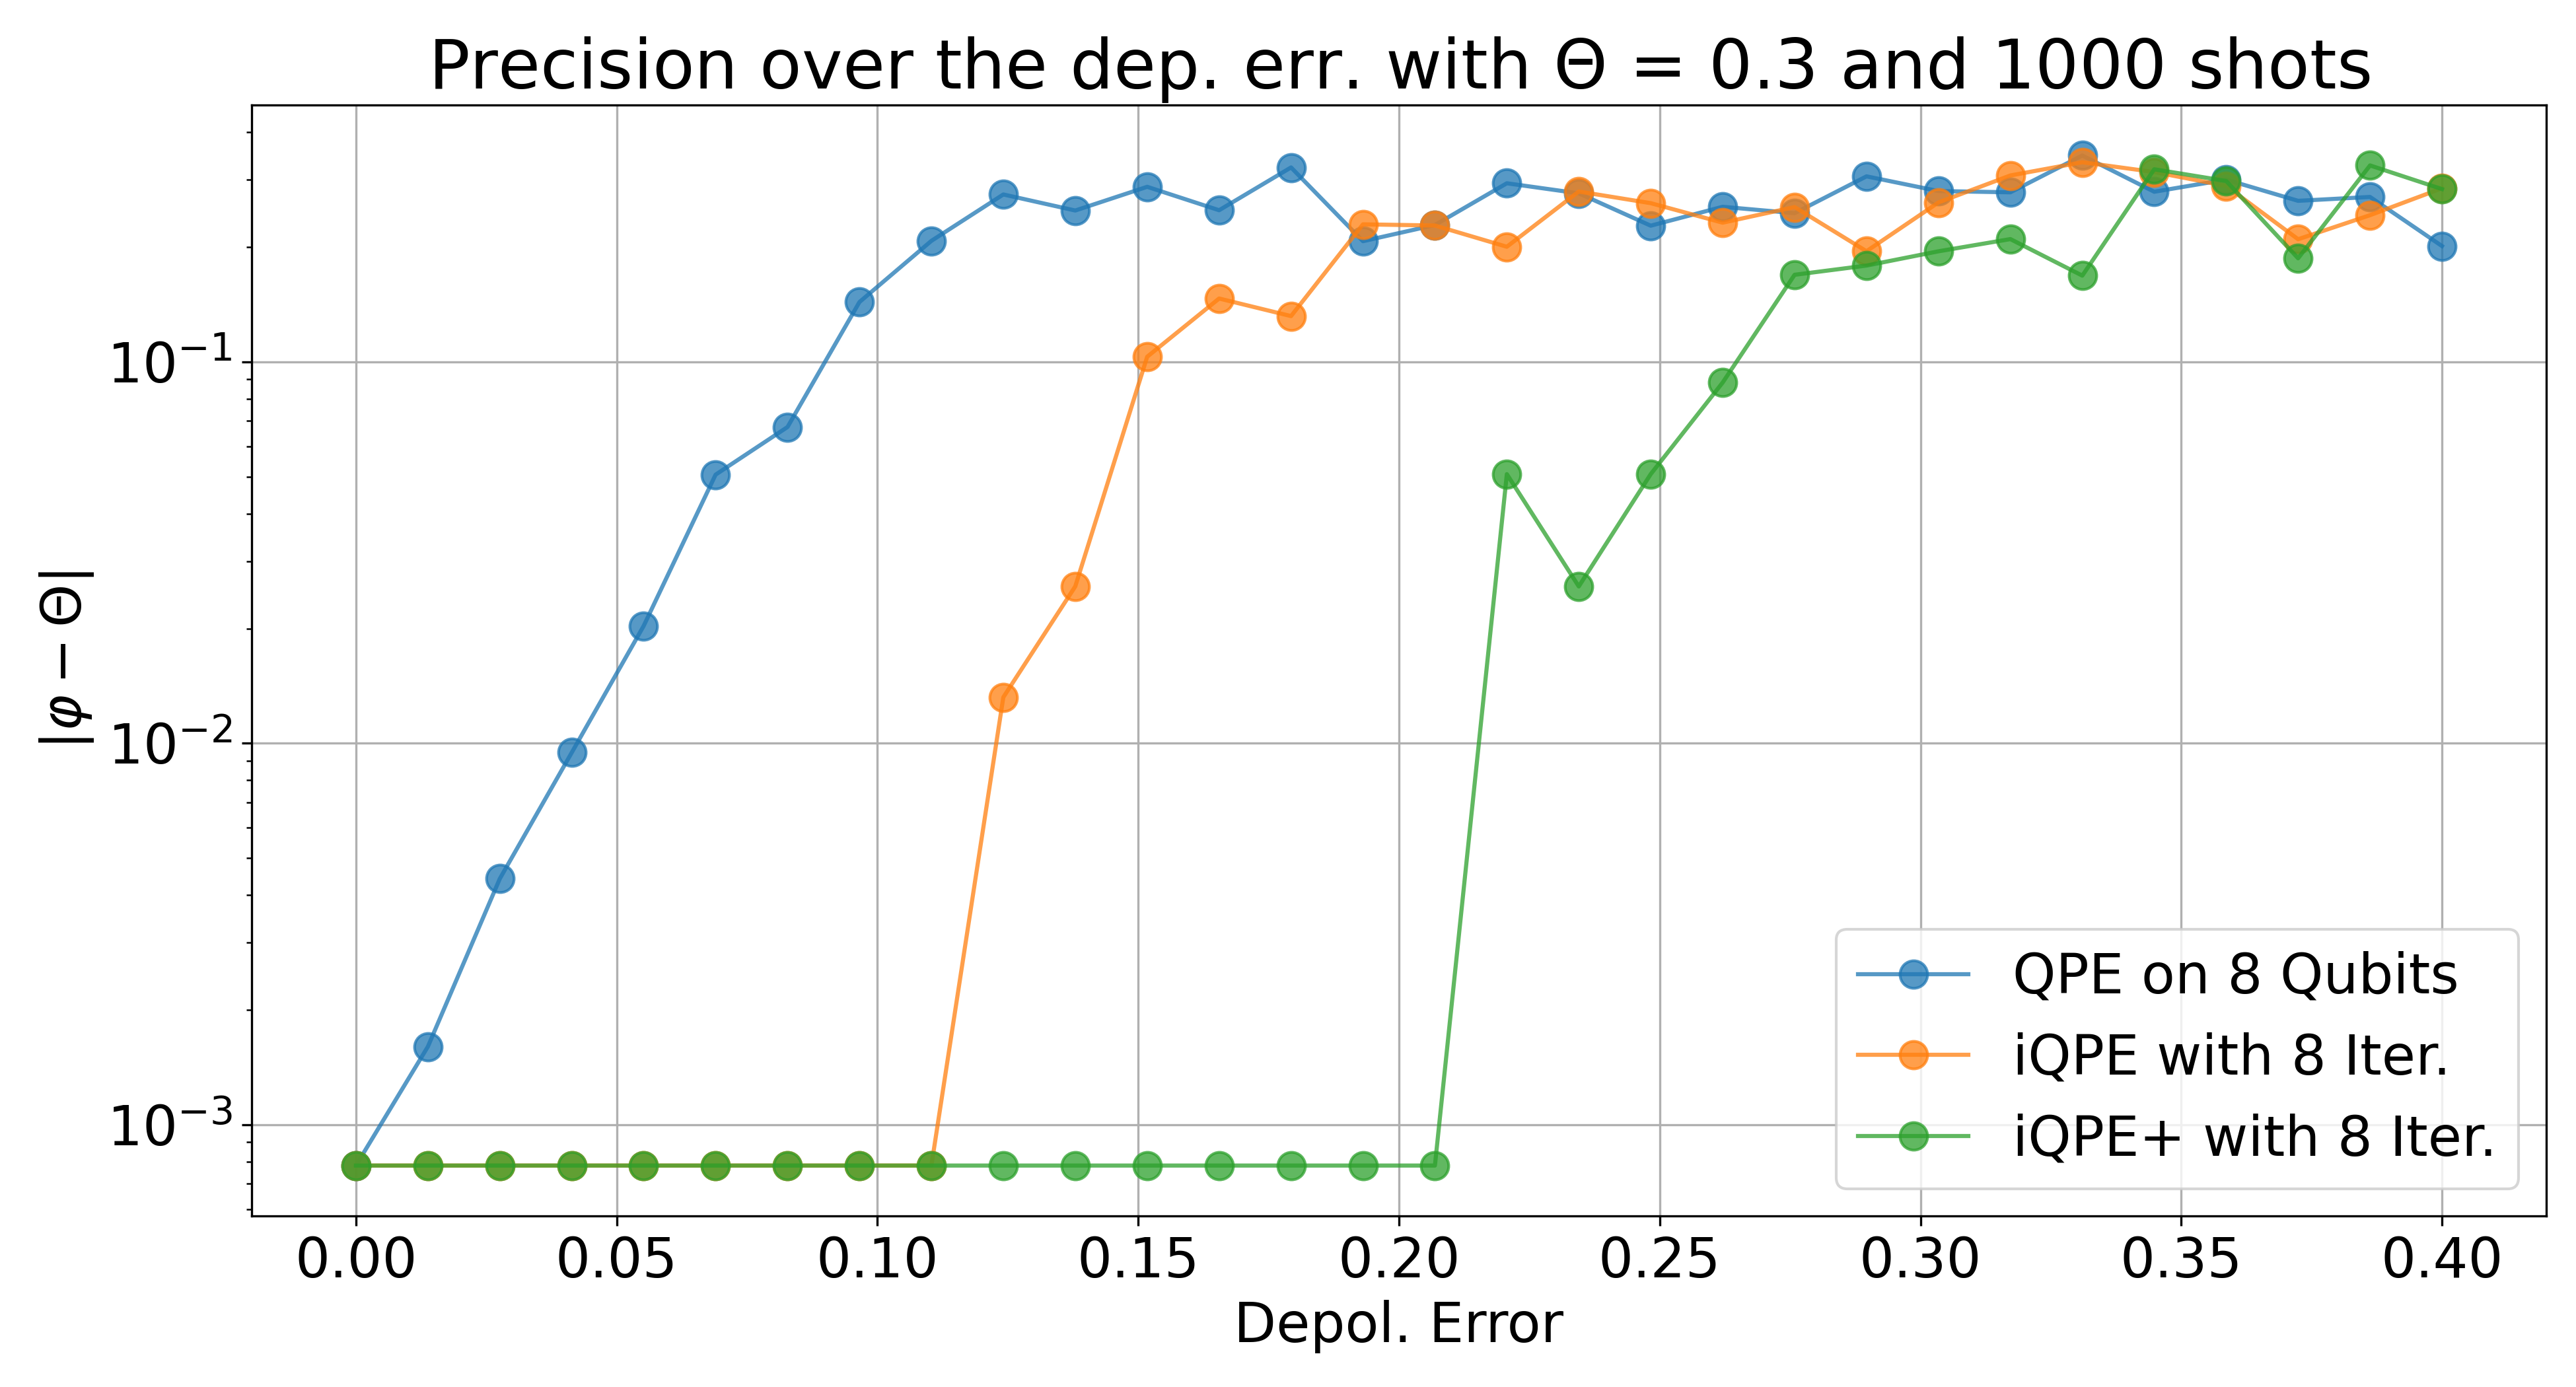 Precision over the dep. err. with Θ = 0.3 and 1000 shots
|φ − Θ|
10⁻¹
10⁻²
10⁻³
0.00 0.05 0.10 0.15 0.20 0.25 0.30 0.35 0.40
Depol. Error
QPE on 8 Qubits
iQPE with 8 Iter.
iQPE+ with 8 Iter.